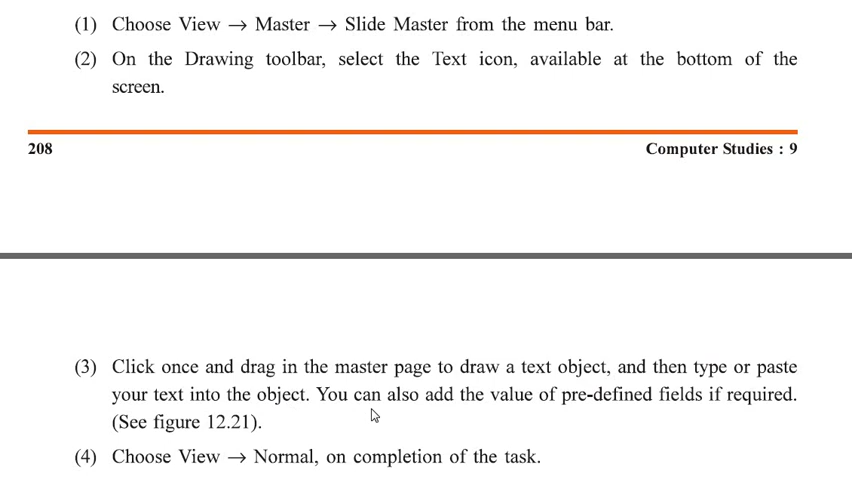 (1) Choose View → Master → Slide Master from the menu bar.
(2) On the Drawing toolbar, select the Text icon, available at the bottom of the
screen.
208 Computer Studies : 9
(3) Click once and drag in the master page to draw a text object, and then type or paste
your text into the object. You can also add the value of pre-defined fields if required.
(See figure 12.21).
(4) Choose View → Normal, on completion of the task.